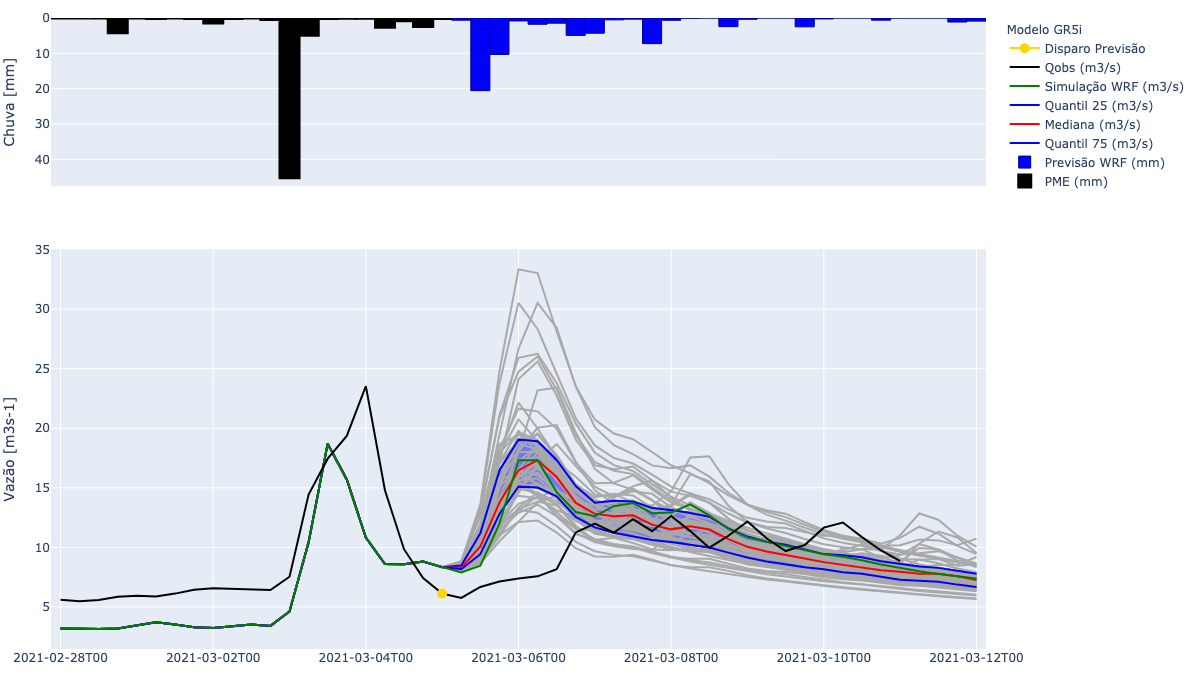 0
10
20
30
40
Chuva [mm]
Modelo GR5i
Disparo Previsão
Qobs (m3/s)
Simulação WRF (m3/s)
Quantil 25 (m3/s)
Mediana (m3/s)
Quantil 75 (m3/s)
Previsão WRF (mm)
PME (mm)
35
30
25
20
15
10
5
Vazão [m3s-1]
2021-02-28T00 2021-03-02T00 2021-03-04T00 2021-03-06T00 2021-03-08T00 2021-03-10T00 2021-03-12T00